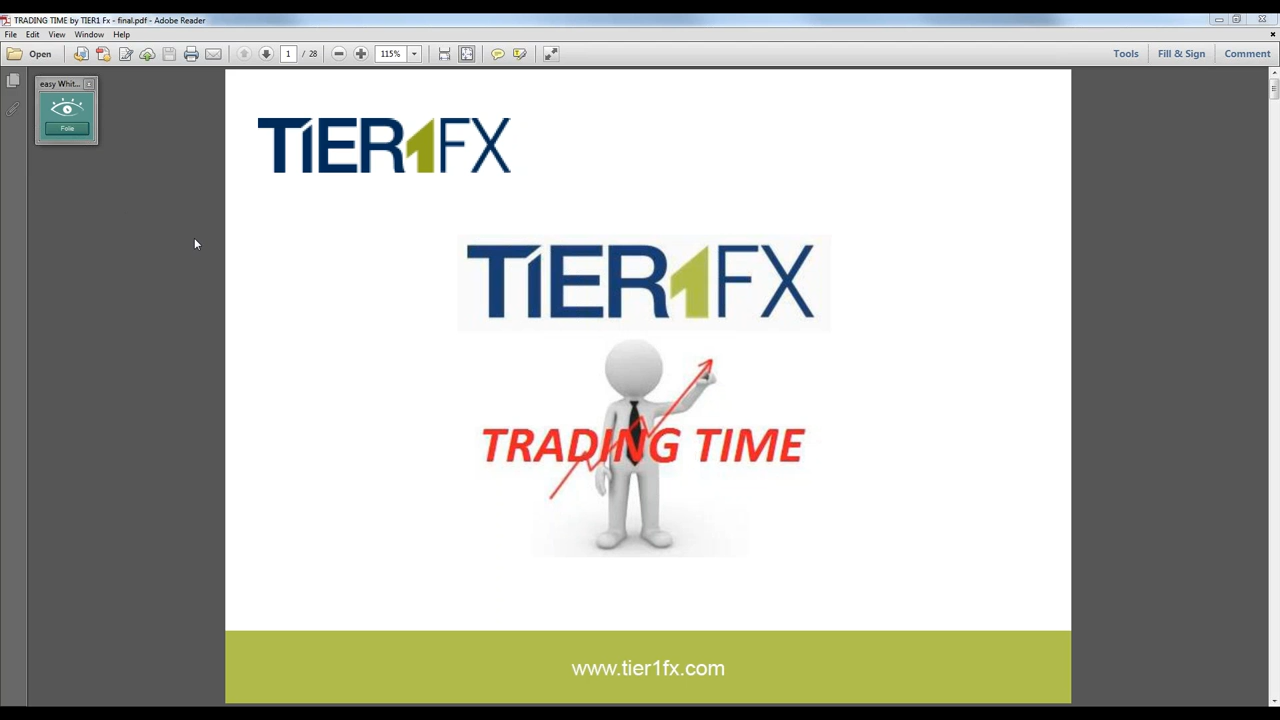 TRADING TIME by TIER1 Fx - final.pdf - Adobe Reader
File Edit View Window Help
Open 1 / 28 115% Tools Fill & Sign Comment
easy Whit...
Folie
TIER1FX
TIER1FX
TRADING TIME
www.tier1fx.com